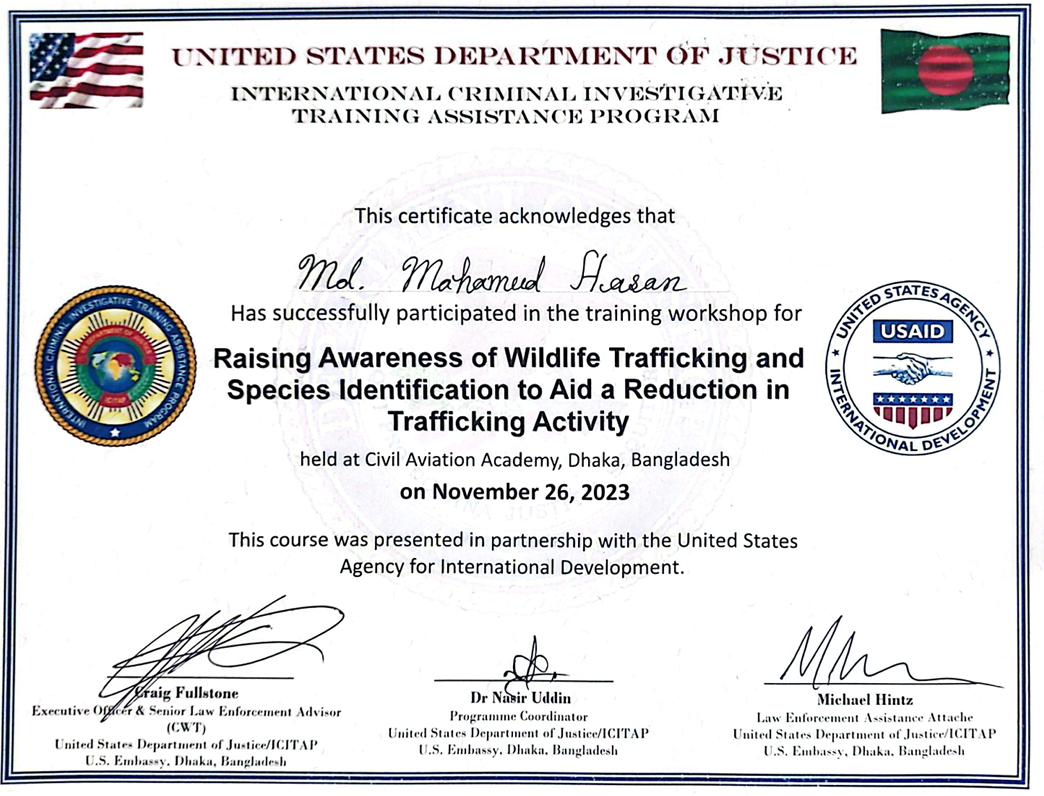 UNITED STATES DEPARTMENT OF JUSTICE
INTERNATIONAL CRIMINAL INVESTIGATIVE
TRAINING ASSISTANCE PROGRAM
This certificate acknowledges that
Md. Mohamud Hasan
Has successfully participated in the training workshop for
Raising Awareness of Wildlife Trafficking and
Species Identification to Aid a Reduction in
Trafficking Activity
held at Civil Aviation Academy, Dhaka, Bangladesh
on November 26, 2023
This course was presented in partnership with the United States
Agency for International Development.
INTERNATIONAL CRIMINAL INVESTIGATIVE TRAINING ASSISTANCE PROGRAM
ICITAP
UNITED STATES AGENCY
USAID
INTERNATIONAL DEVELOPMENT
Craig Fullstone
Executive Officer & Senior Law Enforcement Advisor
(CWT)
United States Department of Justice/ICITAP
U.S. Embassy, Dhaka, Bangladesh
Dr Nasir Uddin
Programme Coordinator
United States Department of Justice/ICITAP
U.S. Embassy, Dhaka, Bangladesh
Michael Hintz
Law Enforcement Assistance Attache
United States Department of Justice/ICITAP
U.S. Embassy, Dhaka, Bangladesh